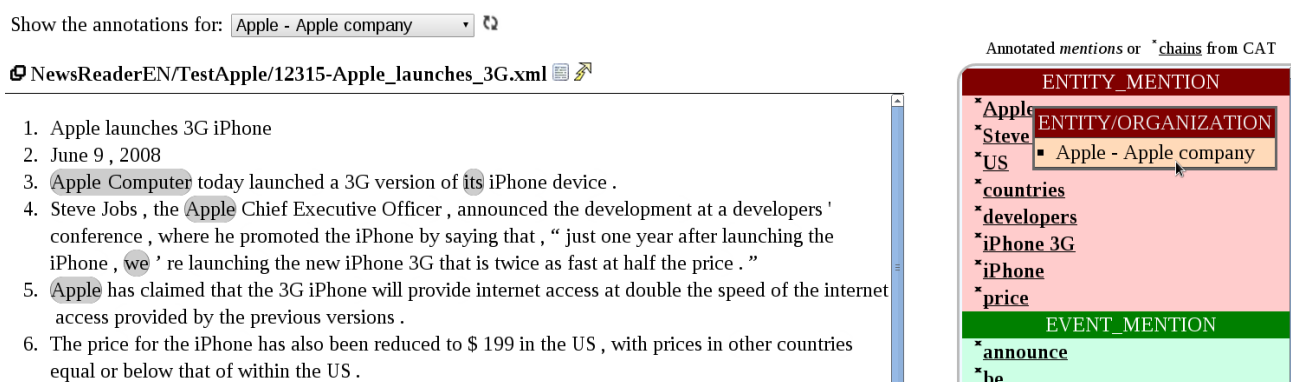 Show the annotations for: Apple - Apple company
NewsReaderEN/TestApple/12315-Apple_launches_3G.xml
1. Apple launches 3G iPhone
2. June 9 , 2008
3. Apple Computer today launched a 3G version of its iPhone device .
4. Steve Jobs , the Apple Chief Executive Officer , announced the development at a developers '
conference , where he promoted the iPhone by saying that , “ just one year after launching the
iPhone , we ’ re launching the new iPhone 3G that is twice as fast at half the price . ”
5. Apple has claimed that the 3G iPhone will provide internet access at double the speed of the internet
access provided by the previous versions .
6. The price for the iPhone has also been reduced to $ 199 in the US , with prices in other countries
equal or below that of within the US .
Annotated mentions or chains from CAT
ENTITY_MENTION
Apple
ENTITY/ORGANIZATION
Steve
Apple - Apple company
US
countries
developers
iPhone 3G
iPhone
price
EVENT_MENTION
announce
be